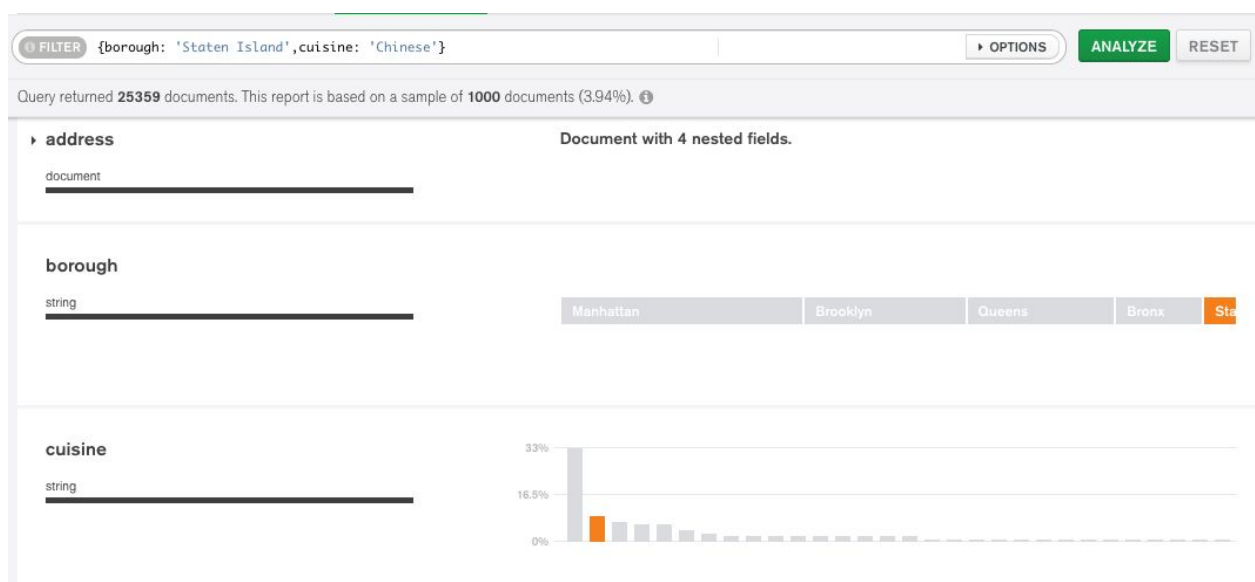 FILTER {borough: 'Staten Island',cuisine: 'Chinese'} OPTIONS ANALYZE RESET
Query returned 25359 documents. This report is based on a sample of 1000 documents (3.94%).
address Document with 4 nested fields.
document
borough
string
Manhattan Brooklyn Queens Bronx Sta
cuisine
33%
string
16.5%
0%